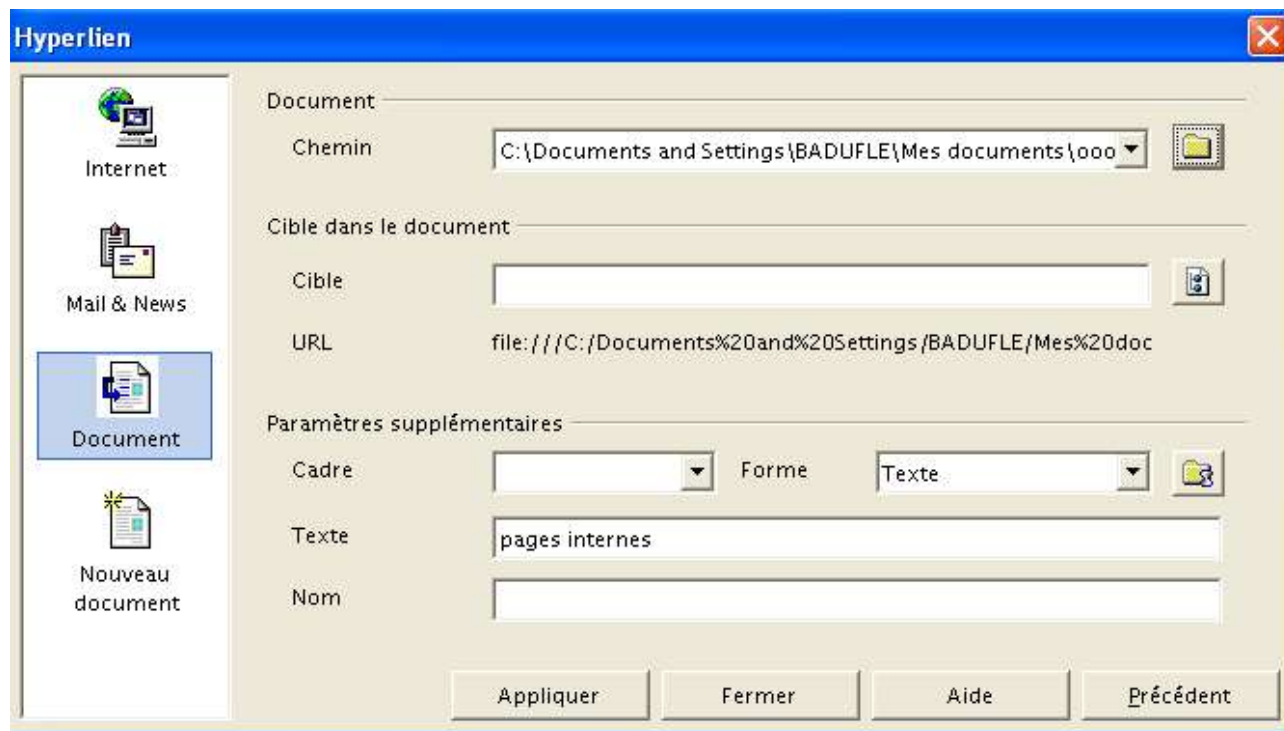 Hyperlien
Internet
Mail & News
Document
Nouveau
document
Document
Chemin C:\Documents and Settings\BADUFLE\Mes documents\ooo
Cible dans le document
Cible
URL file:///C:/Documents%20and%20Settings/BADUFLE/Mes%20doc
Paramètres supplémentaires
Cadre Forme Texte
Texte pages internes
Nom
Appliquer Fermer Aide Précédent